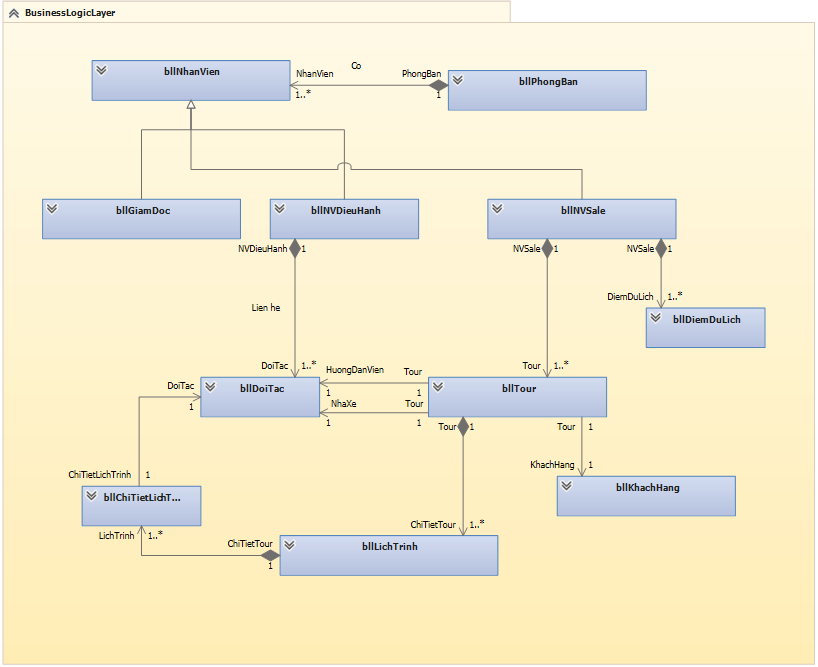 BusinessLogicLayer
Co
bllNhanVien
NhanVien
PhongBan
bllPhongBan
1..*
1
bllGiamDoc
bllNVDieuHanh
bllNVSale
NVDieuHanh
1
NVSale
1
NVSale
1
DiemDuLich
1..*
Lien he
bllDiemDuLich
DoiTac
1..*
HuongDanVien
Tour
Tour
1..*
DoiTac
bllDoiTac
bllTour
1
1
1
NhaXe
Tour
1
1
Tour
1
Tour
1
KhachHang
1
ChiTietLichTrinh
1
bllChiTietLichT...
bllKhachHang
LichTrinh
1..*
ChiTietTour
1..*
ChiTietTour
1
bllLichTrinh